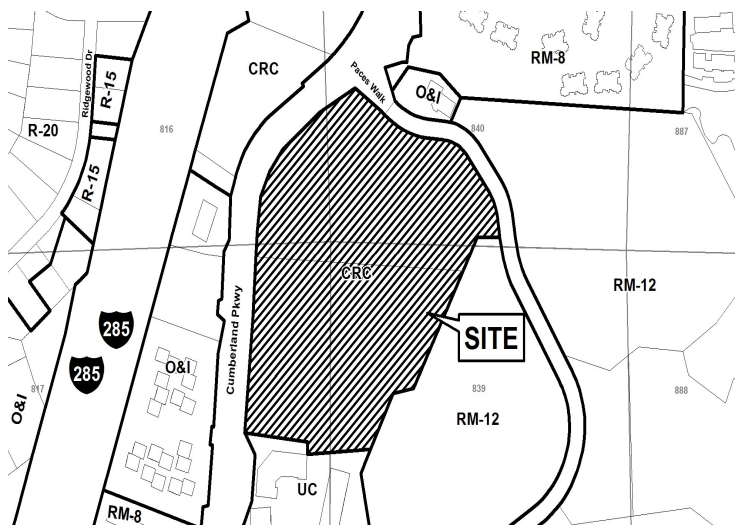 RM-8
CRC
Paces Walk
O&I
Ridgewood Dr
R-15
R-20
816
840
887
R-15
CRC
RM-12
Cumberland Pkwy
SITE
285
285
O&I
817
839
888
O&I
RM-12
UC
RM-8